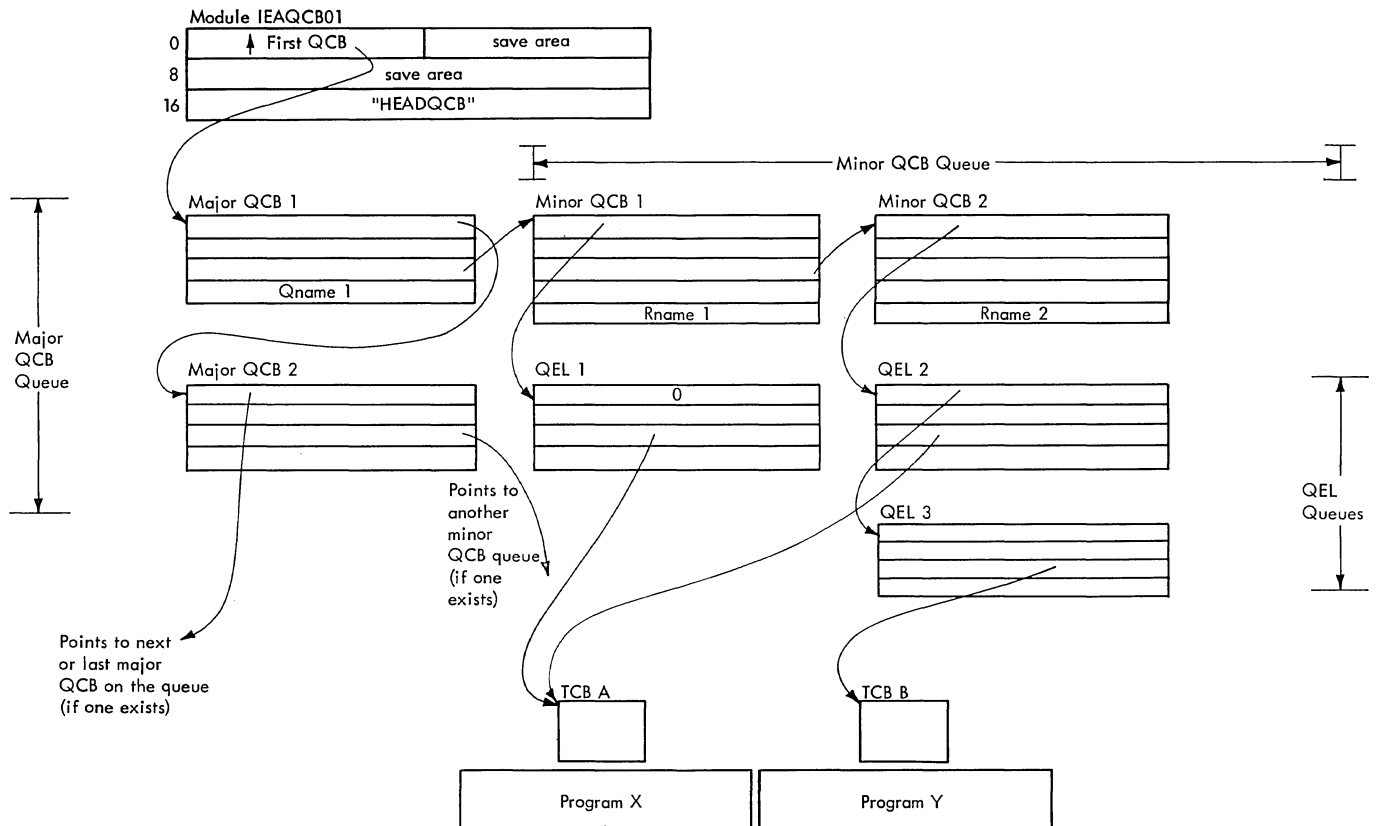 Module IEAQCB01
0
First QCB
save area
8
save area
16
"HEADQCB"
Minor QCB Queue
Major QCB 1
Minor QCB 1
Minor QCB 2
Qname 1
Rname 1
Rname 2
Major
QCB
Queue
Major QCB 2
QEL 1
QEL 2
0
Points to
another
minor
QCB queue
(if one
exists)
QEL 3
QEL
Queues
Points to next
or last major
QCB on the queue
(if one exists)
TCB A
TCB B
Program X
Program Y